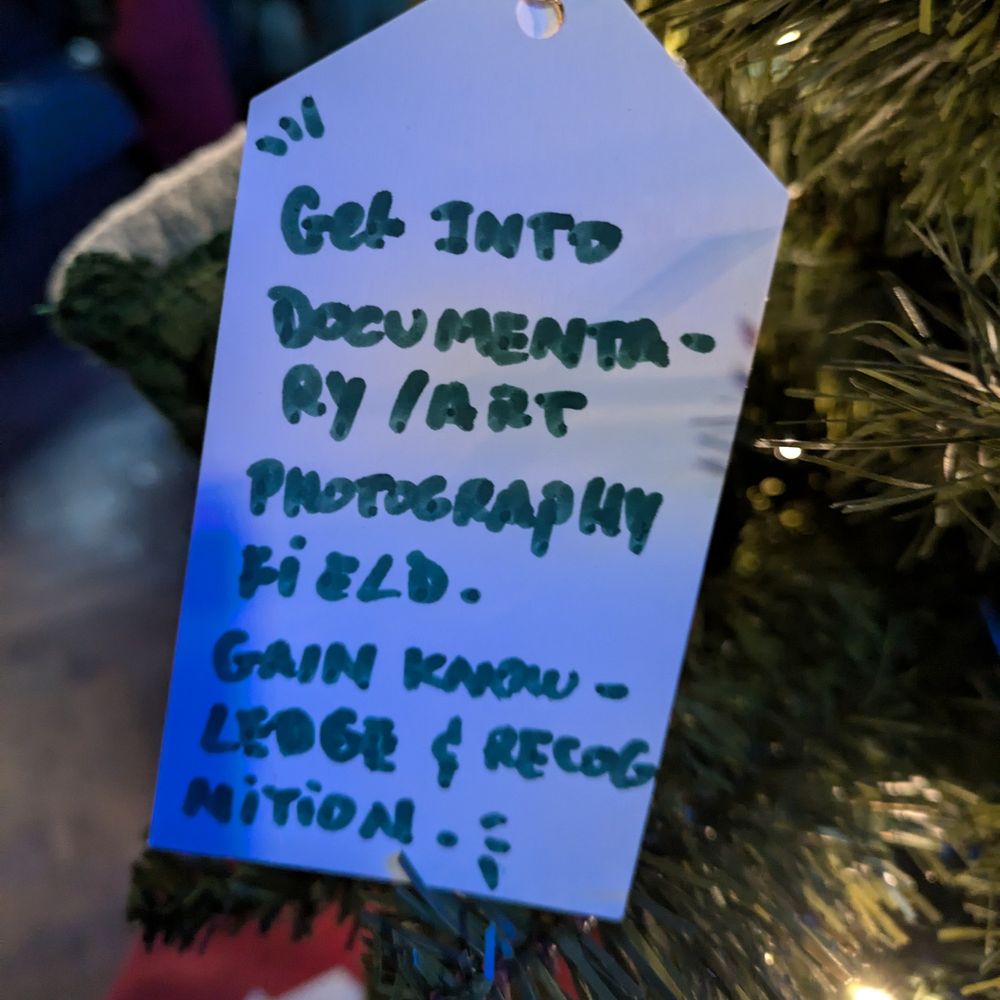 Get INTO
DOCUMENTA-
RY/ART
PHOTOGRAPHY
FiELD.
GAIN KNOW-
LEDGE & RECOG
NiTiON.